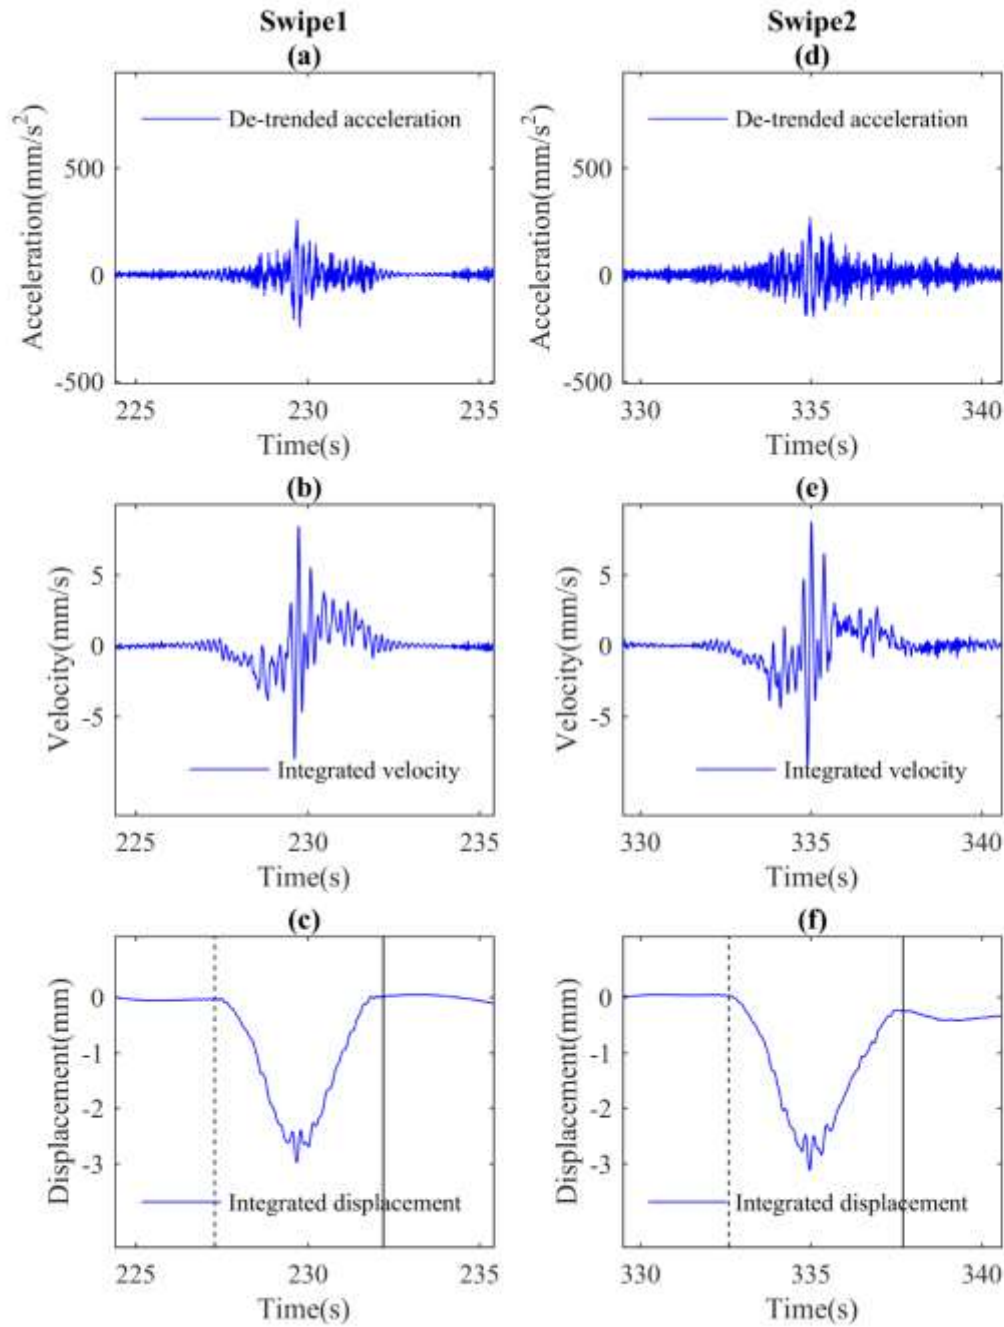 Swipe1
(a)
De-trended acceleration
Acceleration(mm/s²)
500
0
-500
225
230
235
Time(s)
Swipe2
(d)
De-trended acceleration
Acceleration(mm/s²)
500
0
-500
330
335
340
Time(s)
(b)
Velocity(mm/s)
5
0
-5
Integrated velocity
225
230
235
Time(s)
(e)
Velocity(mm/s)
5
0
-5
Integrated velocity
330
335
340
Time(s)
(c)
Displacement(mm)
0
-1
-2
-3
Integrated displacement
225
230
235
Time(s)
(f)
Displacement(mm)
0
-1
-2
-3
Integrated displacement
330
335
340
Time(s)